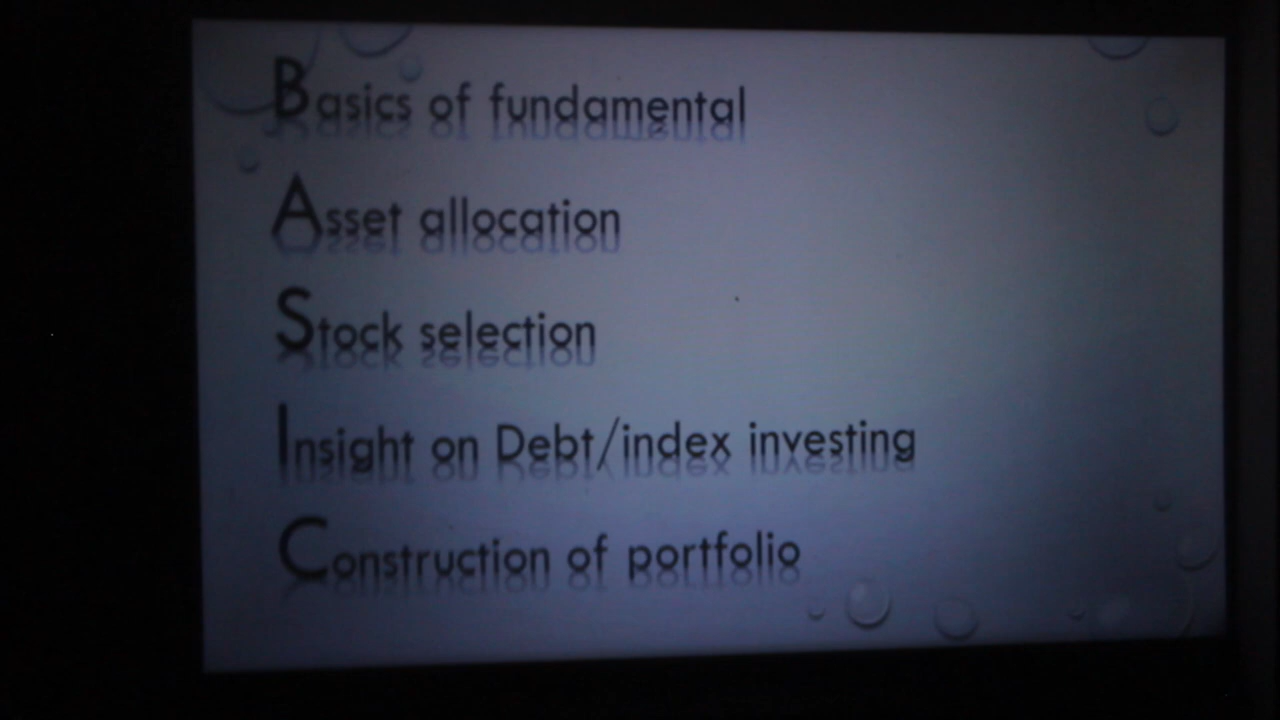 Basics of fundamental
Asset allocation
Stock selection
Insight on Debt/index investing
Construction of portfolio